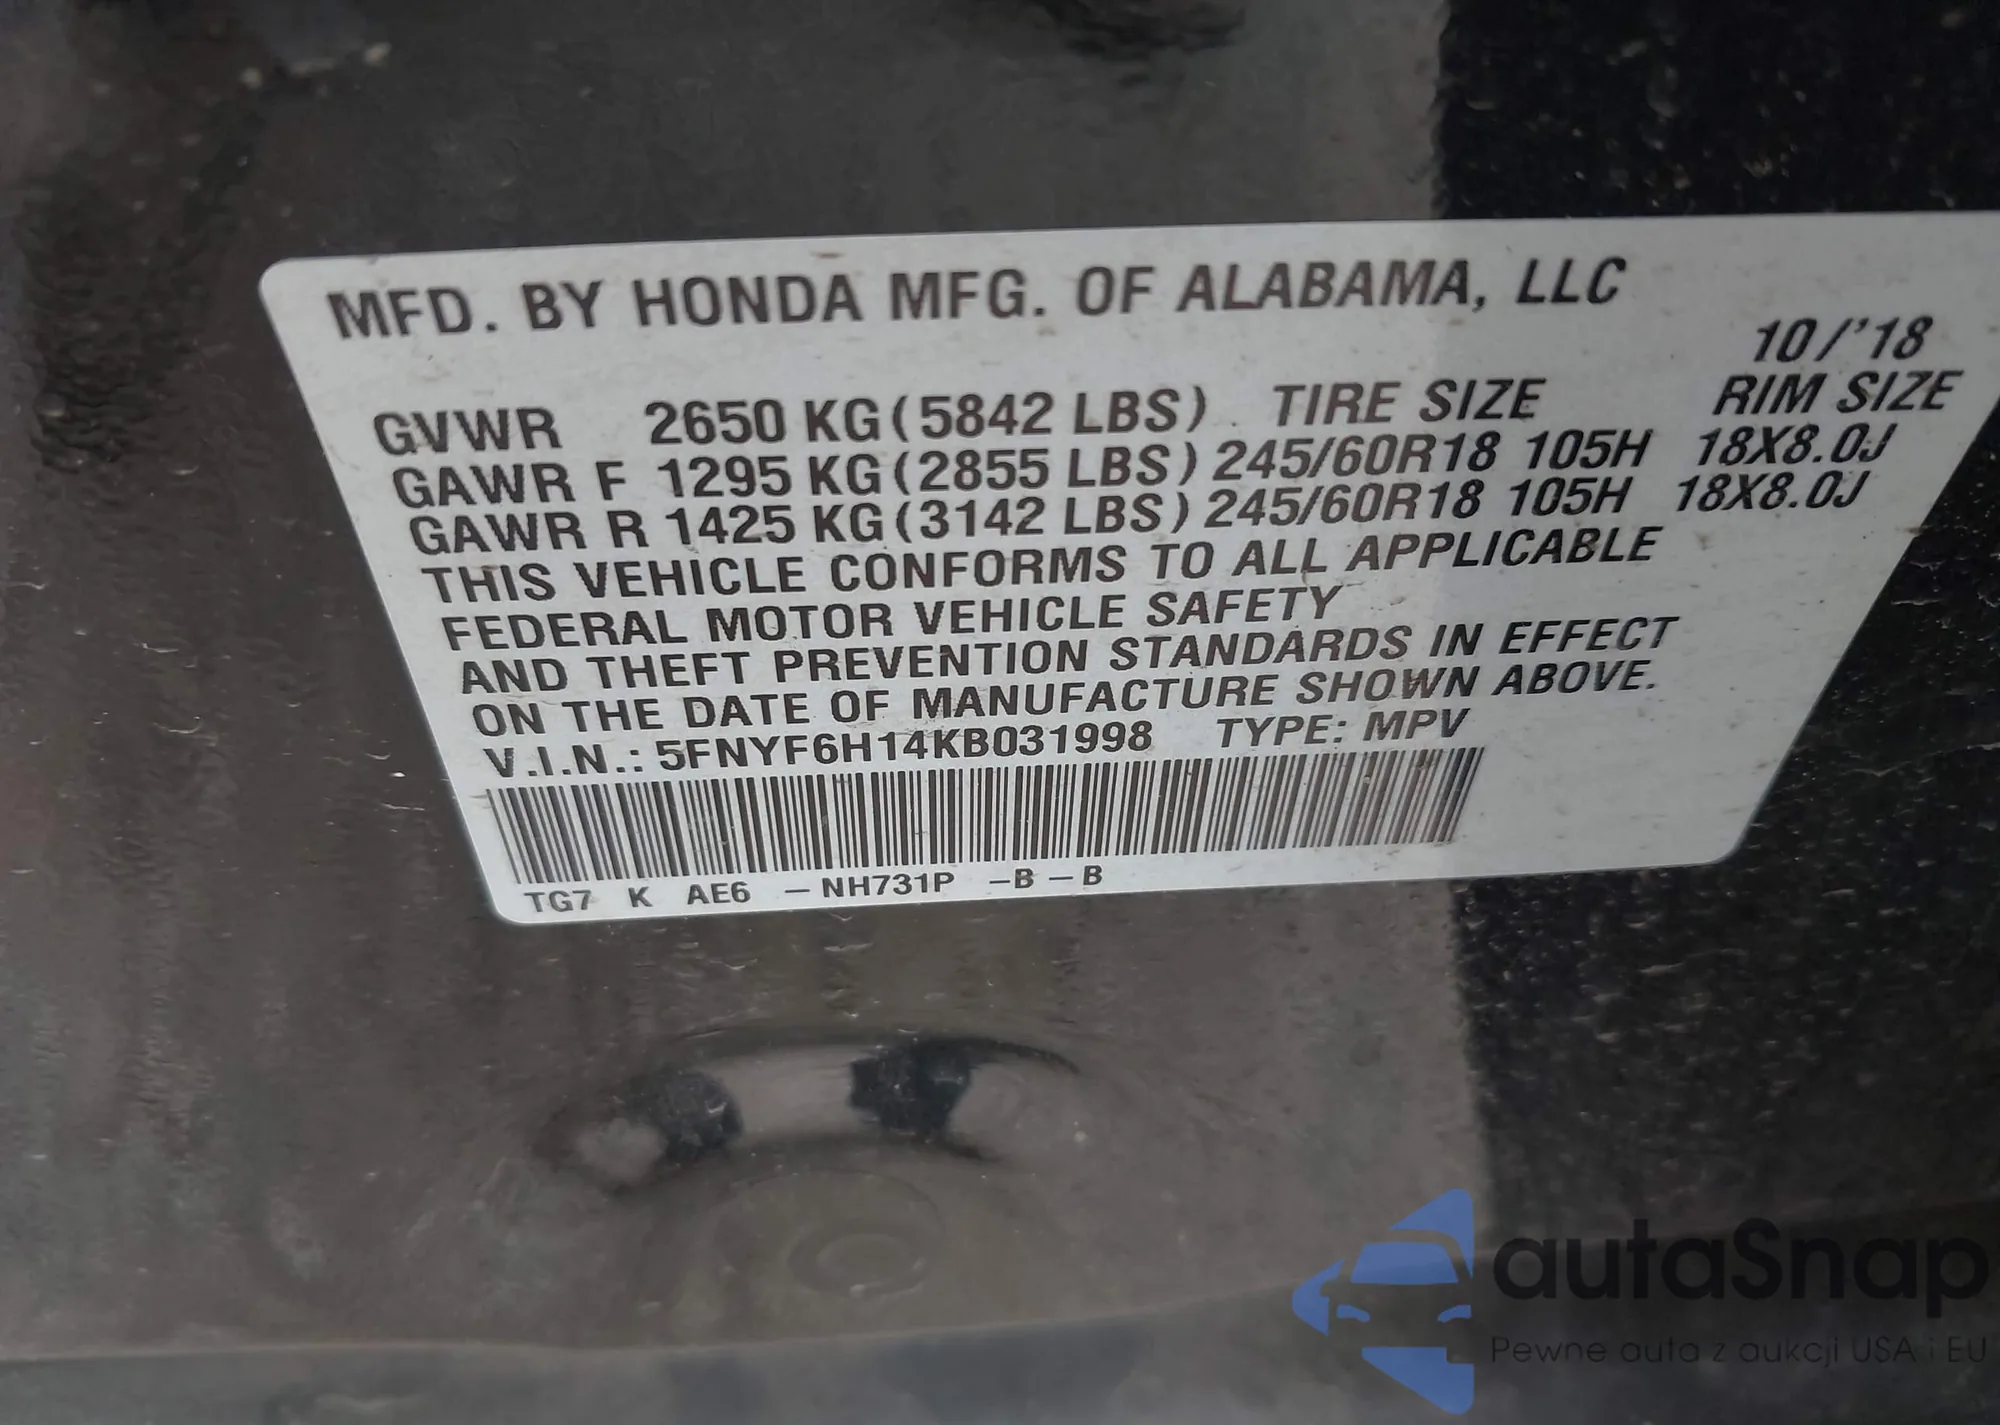 MFD. BY HONDA MFG. OF ALABAMA, LLC
10/'18
GVWR 2650 KG (5842 LBS) TIRE SIZE RIM SIZE
GAWR F 1295 KG (2855 LBS) 245/60R18 105H 18X8.0J
GAWR R 1425 KG (3142 LBS) 245/60R18 105H 18X8.0J
THIS VEHICLE CONFORMS TO ALL APPLICABLE
FEDERAL MOTOR VEHICLE SAFETY
AND THEFT PREVENTION STANDARDS IN EFFECT
ON THE DATE OF MANUFACTURE SHOWN ABOVE.
V.I.N.: 5FNYF6H14KB031998 TYPE: MPV
TG7 K AE6 -NH731P -B-B
autaSnap
Pewne auta z aukcji USA i EU